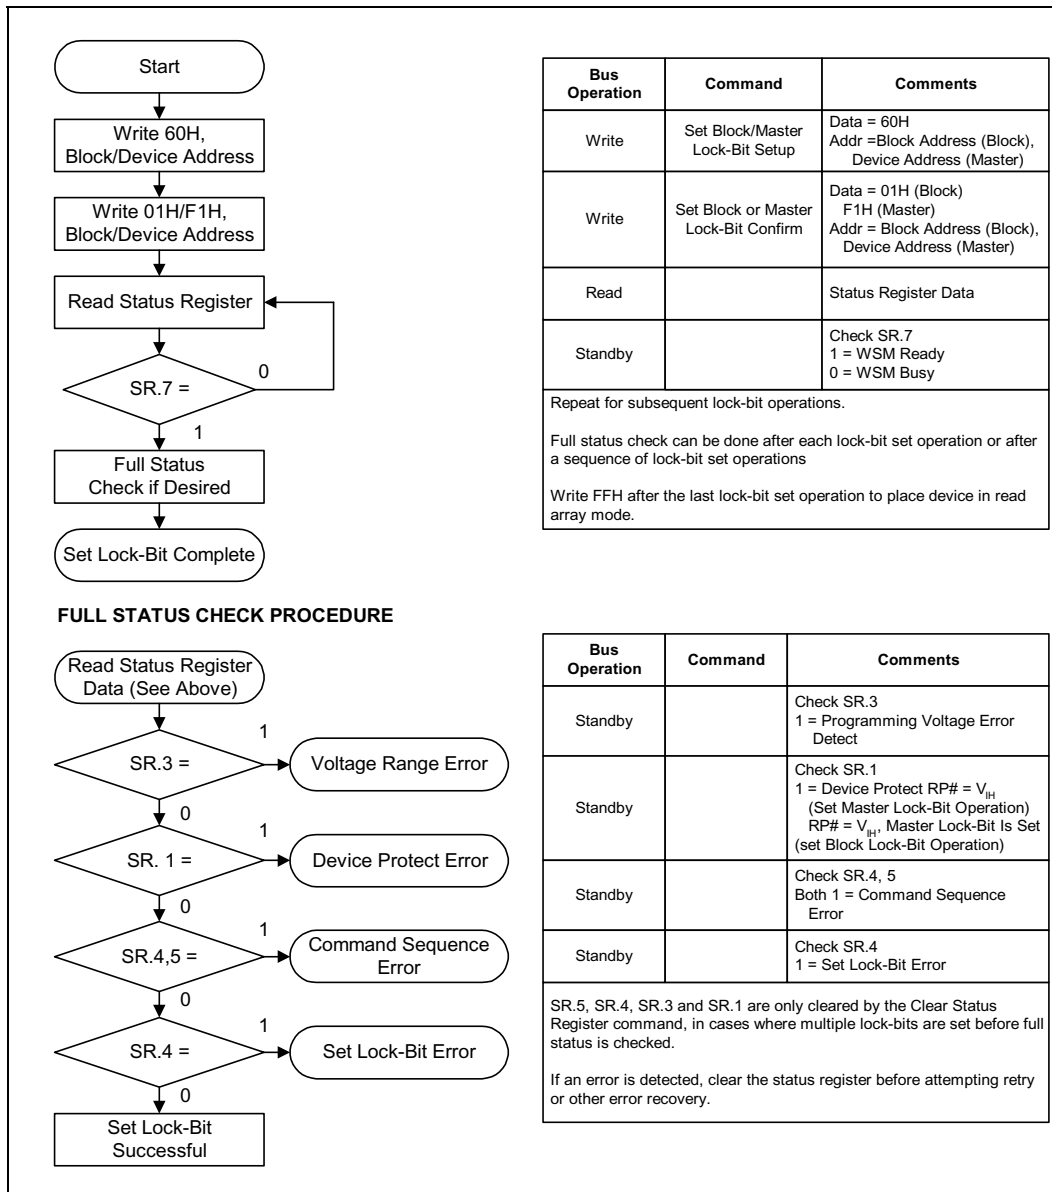 Start
Write 60H,
Block/Device Address
Write 01H/F1H,
Block/Device Address
Read Status Register
SR.7 =
0
1
Full Status
Check if Desired
Set Lock-Bit Complete
Bus
Operation
Command
Comments
Write
Set Block/Master
Lock-Bit Setup
Data = 60H
Addr =Block Address (Block),
Device Address (Master)
Write
Set Block or Master
Lock-Bit Confirm
Data = 01H (Block)
F1H (Master)
Addr = Block Address (Block),
Device Address (Master)
Read
Status Register Data
Standby
Check SR.7
1 = WSM Ready
0 = WSM Busy
Repeat for subsequent lock-bit operations.
Full status check can be done after each lock-bit set operation or after
a sequence of lock-bit set operations
Write FFH after the last lock-bit set operation to place device in read
array mode.
FULL STATUS CHECK PROCEDURE
Read Status Register
Data (See Above)
SR.3 =
1
Voltage Range Error
0
SR. 1 =
1
Device Protect Error
0
SR.4,5 =
1
Command Sequence
Error
0
SR.4 =
1
Set Lock-Bit Error
0
Set Lock-Bit
Successful
Bus
Operation
Command
Comments
Standby
Check SR.3
1 = Programming Voltage Error
Detect
Standby
Check SR.1
1 = Device Protect RP# = VIH
(Set Master Lock-Bit Operation)
RP# = VIH, Master Lock-Bit Is Set
(set Block Lock-Bit Operation)
Standby
Check SR.4, 5
Both 1 = Command Sequence
Error
Standby
Check SR.4
1 = Set Lock-Bit Error
SR.5, SR.4, SR.3 and SR.1 are only cleared by the Clear Status
Register command, in cases where multiple lock-bits are set before full
status is checked.
If an error is detected, clear the status register before attempting retry
or other error recovery.